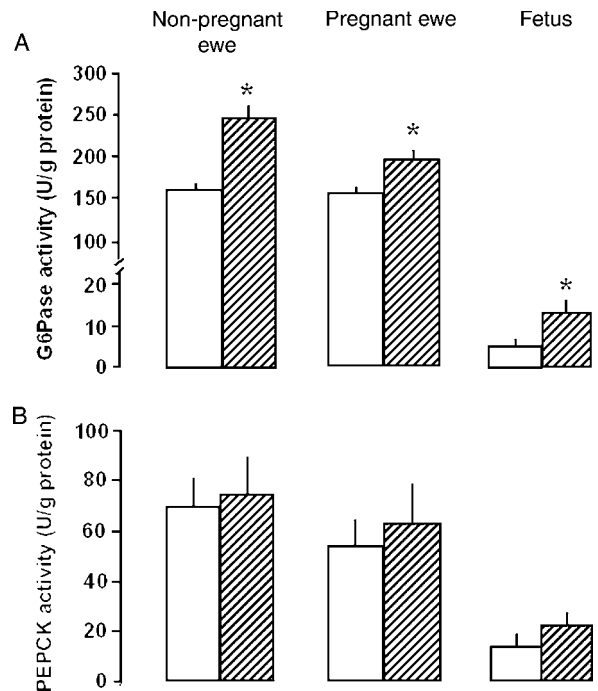 Non-pregnant Pregnant ewe Fetus
ewe
A
300
250
200
150
100
20
10
0
G6Pase activity (U/g protein)
* * *
B
100
80
60
40
20
0
PEPCK activity (U/g protein)